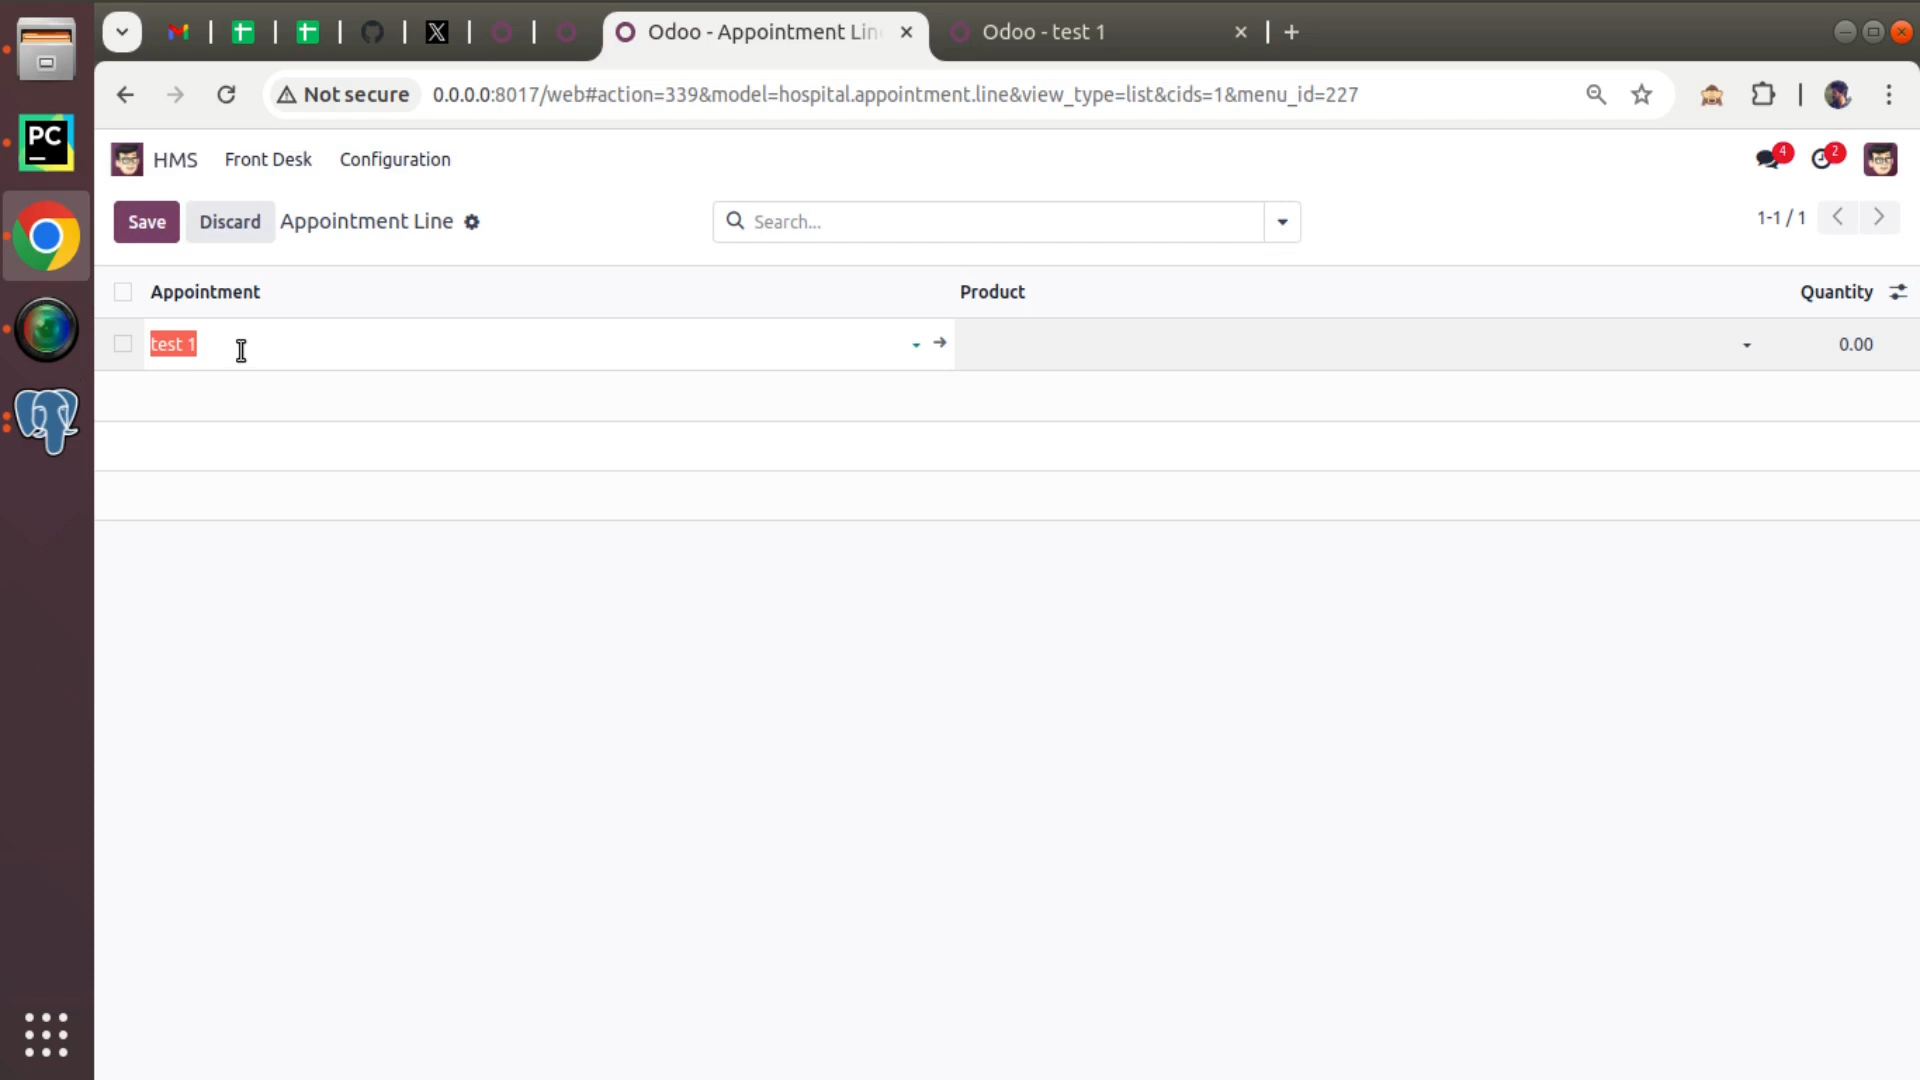 Odoo - Appointment Lin
Odoo - test 1
Not secure
0.0.0.0:8017/web#action=339&model=hospital.appointment.line&view_type=list&cids=1&menu_id=227
PC
HMS
Front Desk
Configuration
4
2
Save
Discard
Appointment Line
Search...
1-1 / 1
Appointment
Product
Quantity
test 1
0.00